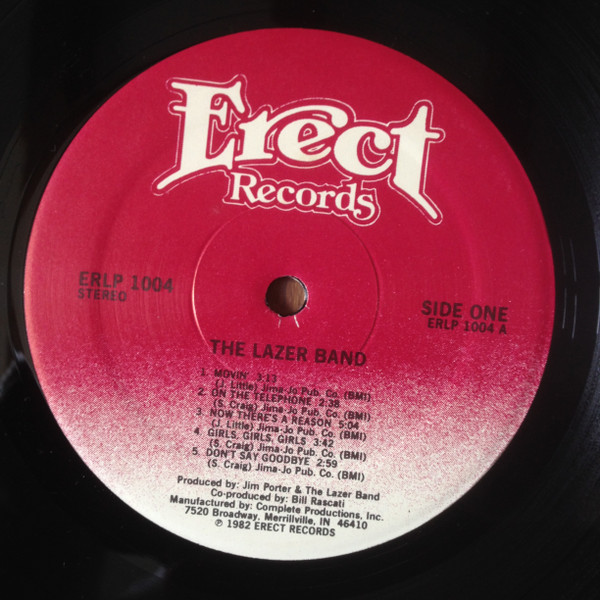 Erect
Records
ERLP 1004
STEREO
SIDE ONE
ERLP 1004 A
THE LAZER BAND
1. MOVIN' 3:13
(J. Little) Jima-Jo Pub. Co. (BMI)
2. ON THE TELEPHONE 2:38
(S. Craig) Jima-Jo Pub. Co. (BMI)
3. NOW THERE'S A REASON 5:04
(J. Little) Jima-Jo Pub. Co. (BMI)
4. GIRLS, GIRLS, GIRLS 3:42
(S. Craig) Jima-Jo Pub. Co. (BMI)
5. DON'T SAY GOODBYE 2:59
(S. Craig) Jima-Jo Pub. Co. (BMI)
Produced by: Jim Porter & The Lazer Band
Co-produced by: Bill Rascati
Manufactured by: Complete Productions, Inc.
7520 Broadway, Merrillville, IN 46410
℗ 1982 ERECT RECORDS